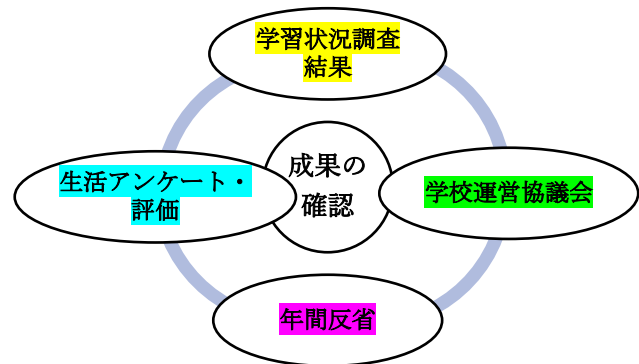 学習状況調査
結果
成果の
確認
生活アンケート・
評価
学校運営協議会
年間反省